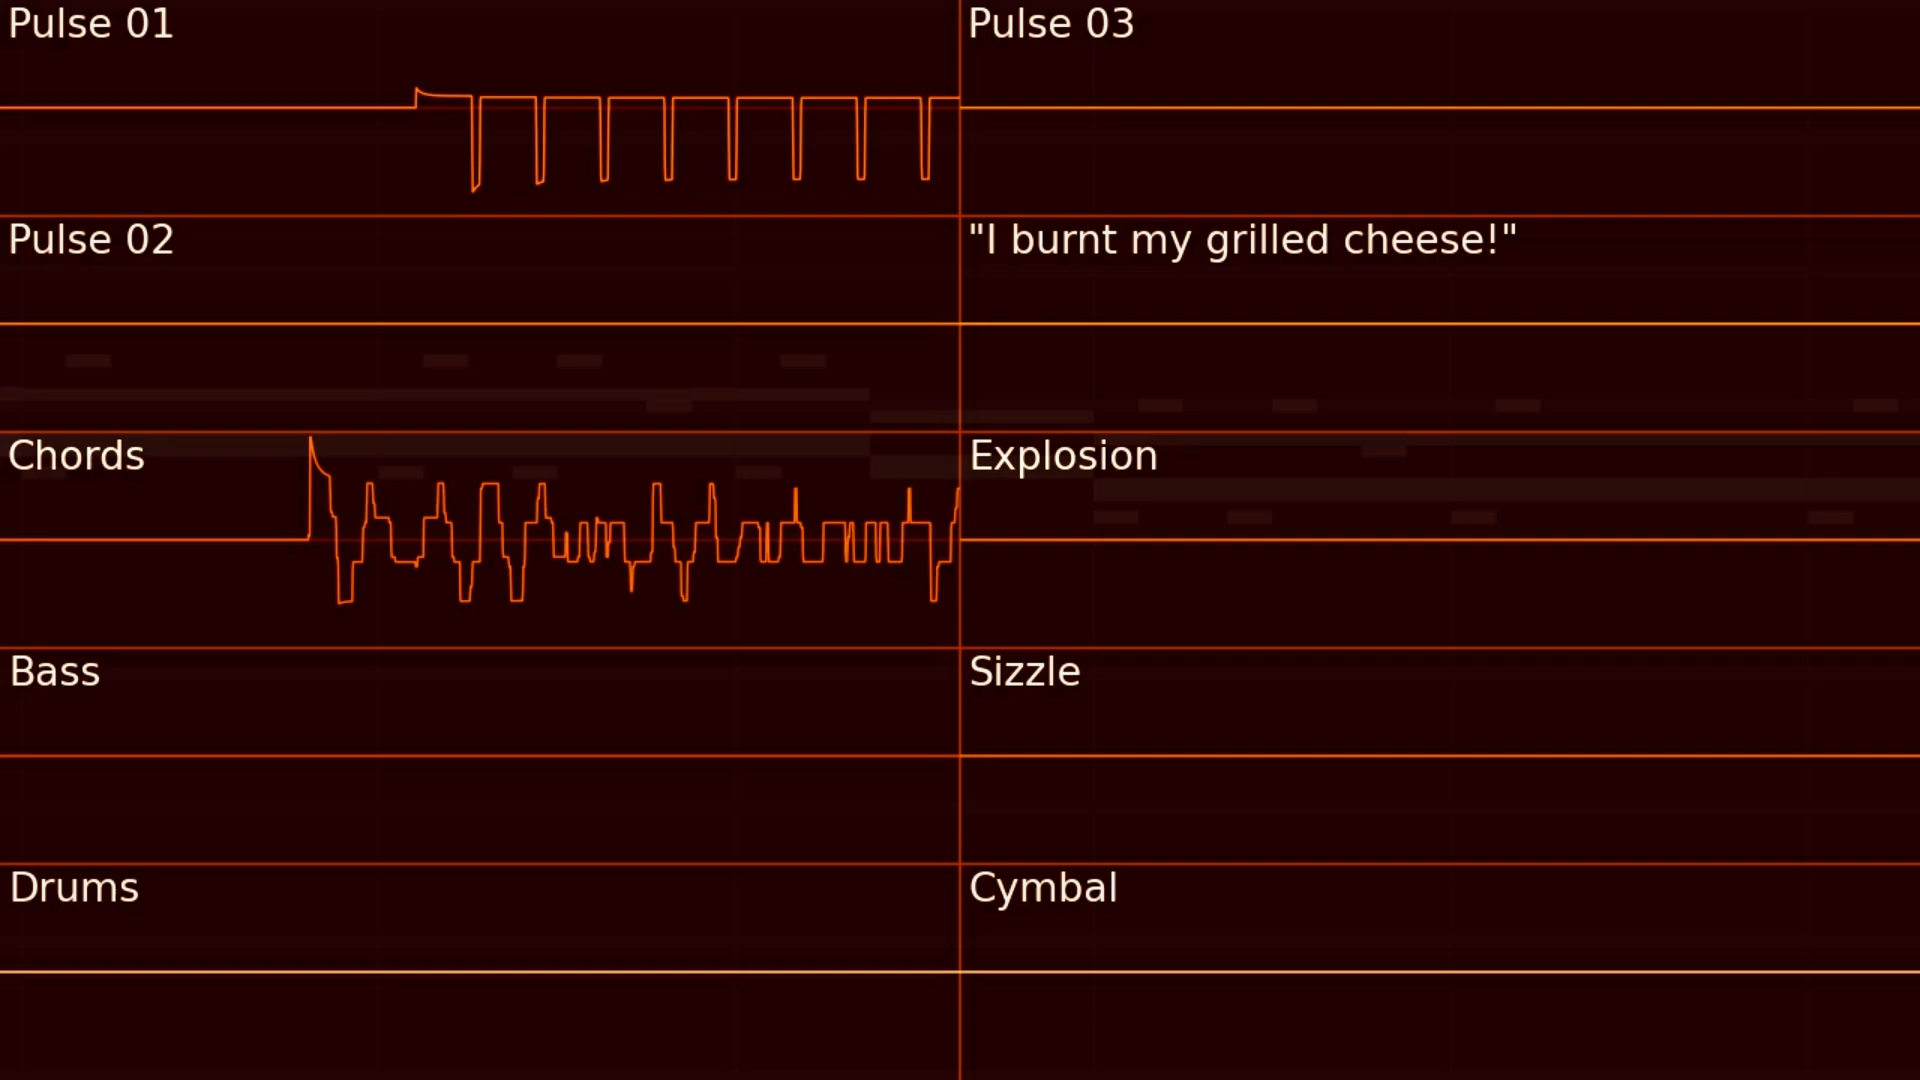 Pulse 01
Pulse 03
Pulse 02
"I burnt my grilled cheese!"
Chords
Explosion
Bass
Sizzle
Drums
Cymbal